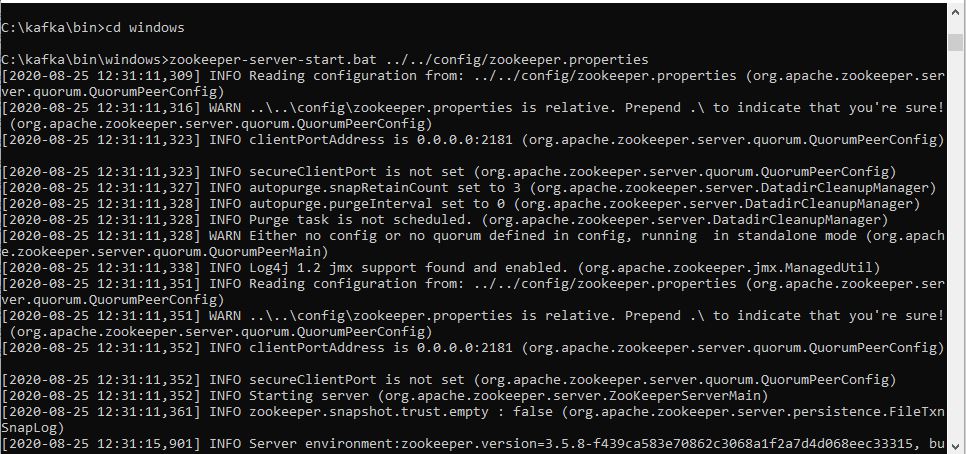 C:\kafka\bin>cd windows
C:\kafka\bin\windows>zookeeper-server-start.bat ../../config/zookeeper.properties
[2020-08-25 12:31:11,309] INFO Reading configuration from: ../../config/zookeeper.properties (org.apache.zookeeper.ser
ver.quorum.QuorumPeerConfig)
[2020-08-25 12:31:11,316] WARN ..\..\config\zookeeper.properties is relative. Prepend .\ to indicate that you're sure!
 (org.apache.zookeeper.server.quorum.QuorumPeerConfig)
[2020-08-25 12:31:11,323] INFO clientPortAddress is 0.0.0.0:2181 (org.apache.zookeeper.server.quorum.QuorumPeerConfig)
[2020-08-25 12:31:11,323] INFO secureClientPort is not set (org.apache.zookeeper.server.quorum.QuorumPeerConfig)
[2020-08-25 12:31:11,327] INFO autopurge.snapRetainCount set to 3 (org.apache.zookeeper.server.DatadirCleanupManager)
[2020-08-25 12:31:11,328] INFO autopurge.purgeInterval set to 0 (org.apache.zookeeper.server.DatadirCleanupManager)
[2020-08-25 12:31:11,328] INFO Purge task is not scheduled. (org.apache.zookeeper.server.DatadirCleanupManager)
[2020-08-25 12:31:11,328] WARN Either no config or no quorum defined in config, running  in standalone mode (org.apach
e.zookeeper.server.quorum.QuorumPeerMain)
[2020-08-25 12:31:11,338] INFO Log4j 1.2 jmx support found and enabled. (org.apache.zookeeper.jmx.ManagedUtil)
[2020-08-25 12:31:11,351] INFO Reading configuration from: ../../config/zookeeper.properties (org.apache.zookeeper.ser
ver.quorum.QuorumPeerConfig)
[2020-08-25 12:31:11,351] WARN ..\..\config\zookeeper.properties is relative. Prepend .\ to indicate that you're sure!
 (org.apache.zookeeper.server.quorum.QuorumPeerConfig)
[2020-08-25 12:31:11,352] INFO clientPortAddress is 0.0.0.0:2181 (org.apache.zookeeper.server.quorum.QuorumPeerConfig)
[2020-08-25 12:31:11,352] INFO secureClientPort is not set (org.apache.zookeeper.server.quorum.QuorumPeerConfig)
[2020-08-25 12:31:11,352] INFO Starting server (org.apache.zookeeper.server.ZooKeeperServerMain)
[2020-08-25 12:31:11,361] INFO zookeeper.snapshot.trust.empty : false (org.apache.zookeeper.server.persistence.FileTxn
SnapLog)
[2020-08-25 12:31:15,901] INFO Server environment:zookeeper.version=3.5.8-f439ca583e70862c3068a1f2a7d4d068eec33315, bu